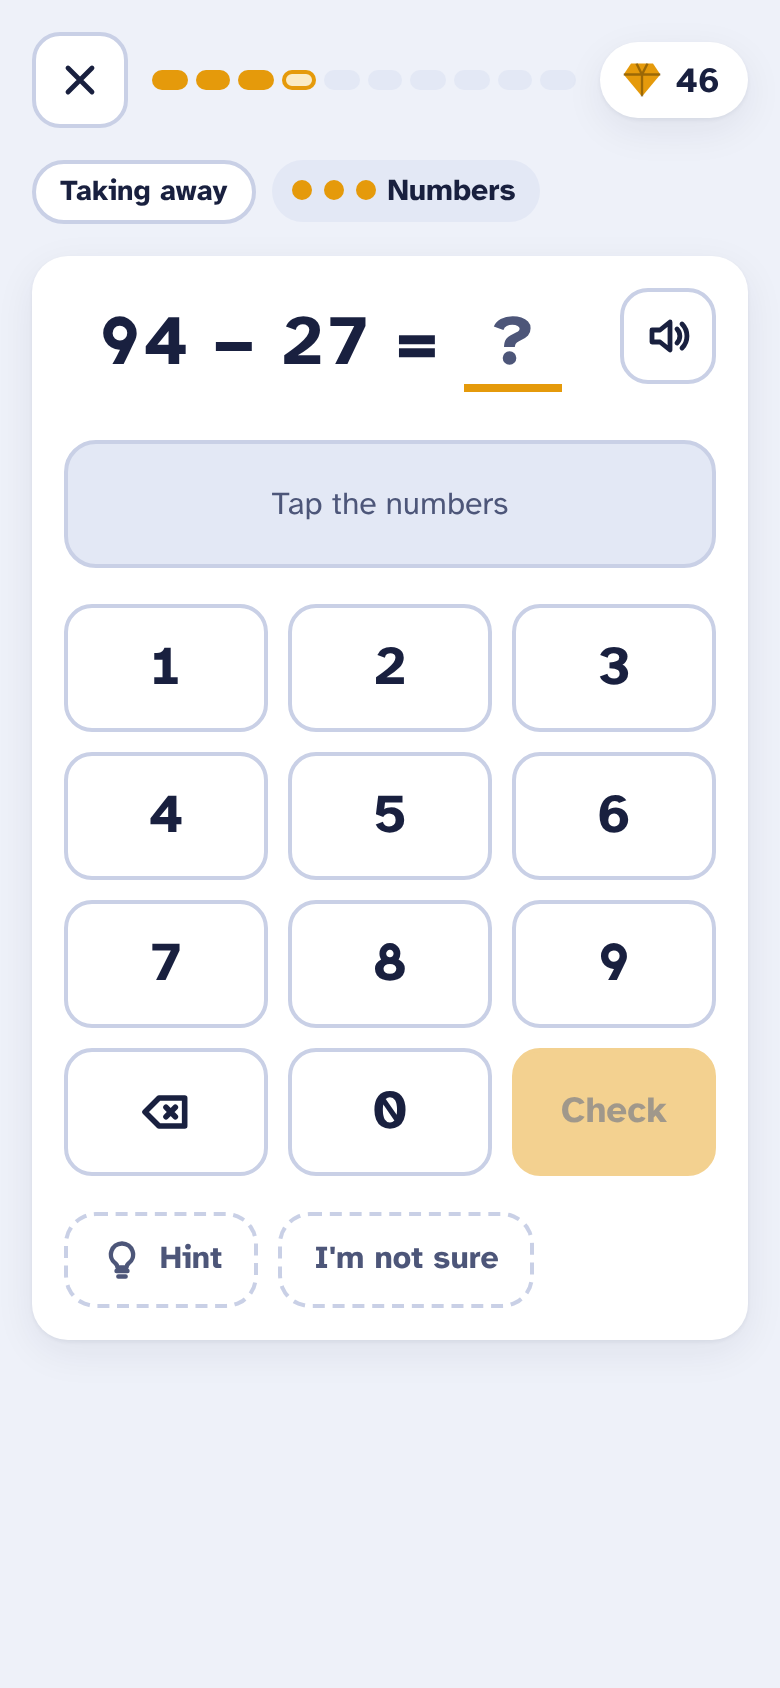 46
Taking away
Numbers
94 – 27 = ?
Tap the numbers
1 2 3
4 5 6
7 8 9
0 Check
Hint I'm not sure